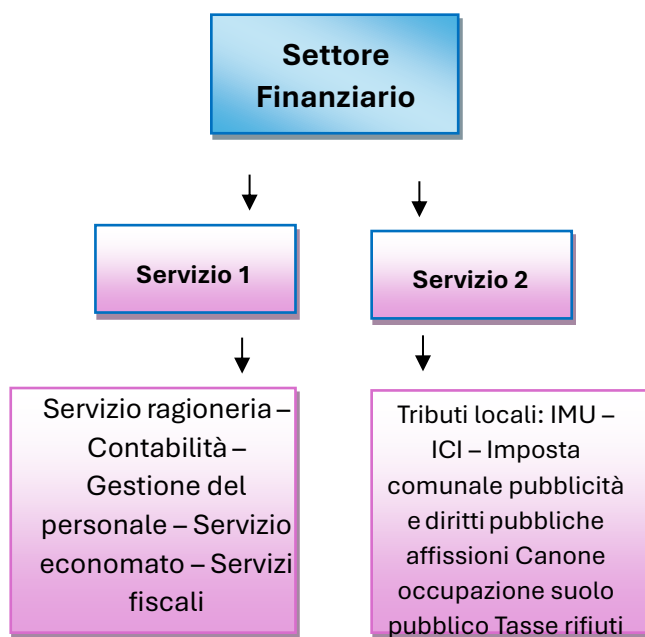 Settore
Finanziario
Servizio 1
Servizio 2
Servizio ragioneria –
Contabilità –
Gestione del
personale – Servizio
economato – Servizi
fiscali
Tributi locali: IMU –
ICI – Imposta
comunale pubblicità
e diritti pubbliche
affissioni Canone
occupazione suolo
pubblico Tasse rifiuti